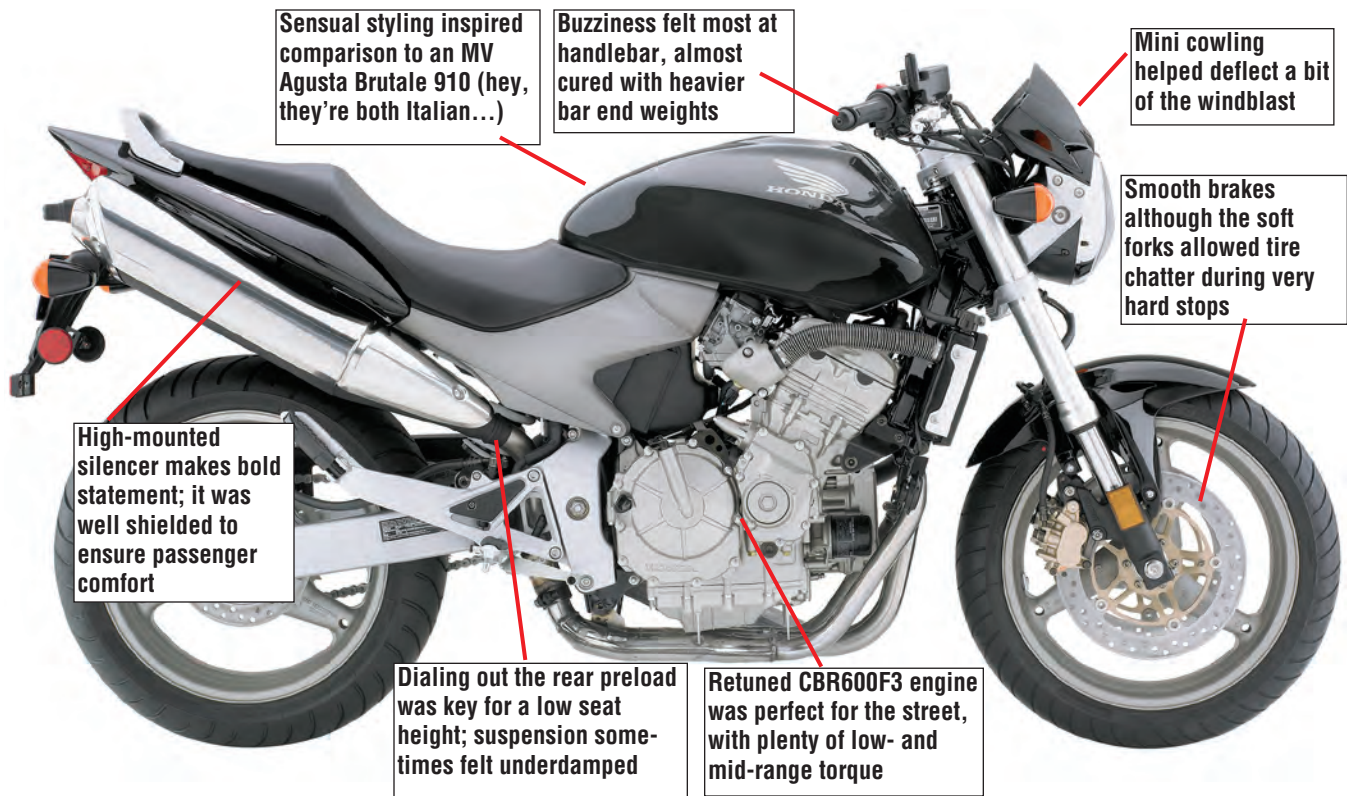 Sensual styling inspired
comparison to an MV
Agusta Brutale 910 (hey,
they’re both Italian…)
Buzziness felt most at
handlebar, almost
cured with heavier
bar end weights
Mini cowling
helped deflect a bit
of the windblast
HONDA
Smooth brakes
although the soft
forks allowed tire
chatter during very
hard stops
High-mounted
silencer makes bold
statement; it was
well shielded to
ensure passenger
comfort
HONDA
Dialing out the rear preload
was key for a low seat
height; suspension some-
times felt underdamped
Retuned CBR600F3 engine
was perfect for the street,
with plenty of low- and
mid-range torque